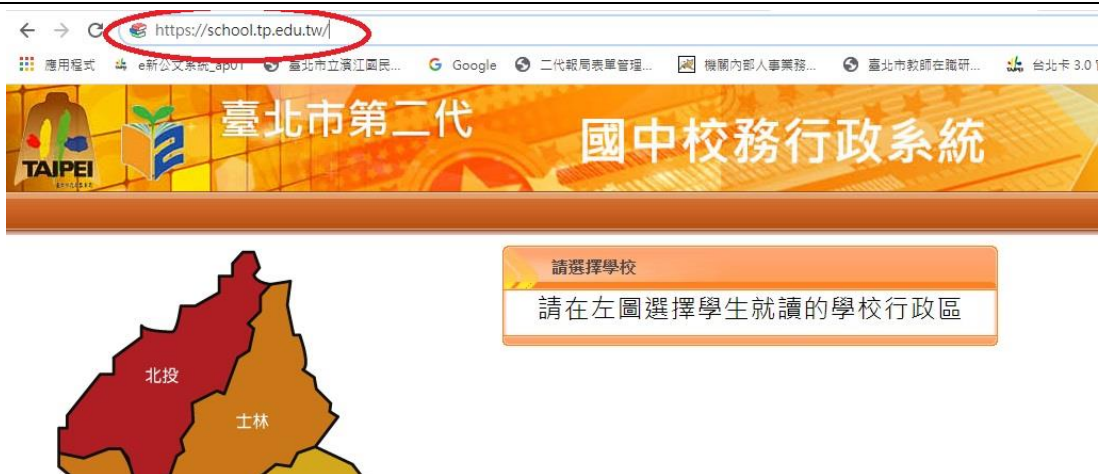 https://school.tp.edu.tw/
應用程式 e新公文系統_ap01 臺北市立濱江國民... Google 二代報局表單管理... 機關內部人事業務... 臺北市教師在職研... 台北卡 3.0
臺北市第二代 國中校務行政系統
TAIPEI
請選擇學校
請在左圖選擇學生就讀的學校行政區
北投
士林